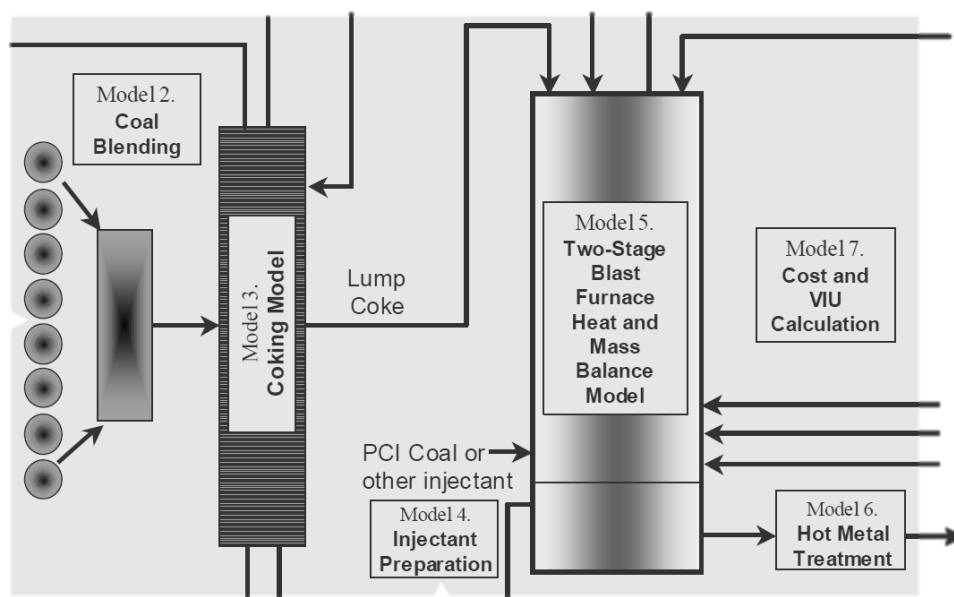 Model 2.
Coal
Blending
Model 3.
Coking Model
Lump
Coke
Model 5.
Two-Stage
Blast
Furnace
Heat and
Mass
Balance
Model
Model 7.
Cost and
VIU
Calculation
PCI Coal or
other injectant
Model 4.
Injectant
Preparation
Model 6.
Hot Metal
Treatment